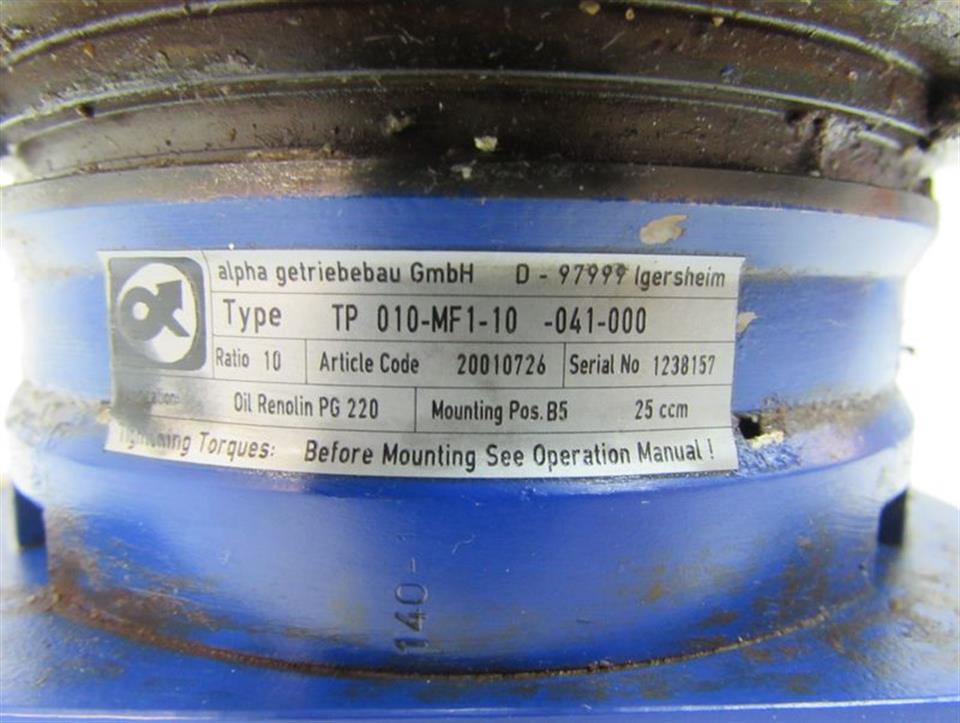 alpha getriebebau GmbH D - 97999 Igersheim
Type TP 010-MF1-10 -041-000
Ratio 10 Article Code 20010726 Serial No 1238157
Oil Renolin PG 220 Mounting Pos. B5 25 ccm
Tightening Torques: Before Mounting See Operation Manual !
140-